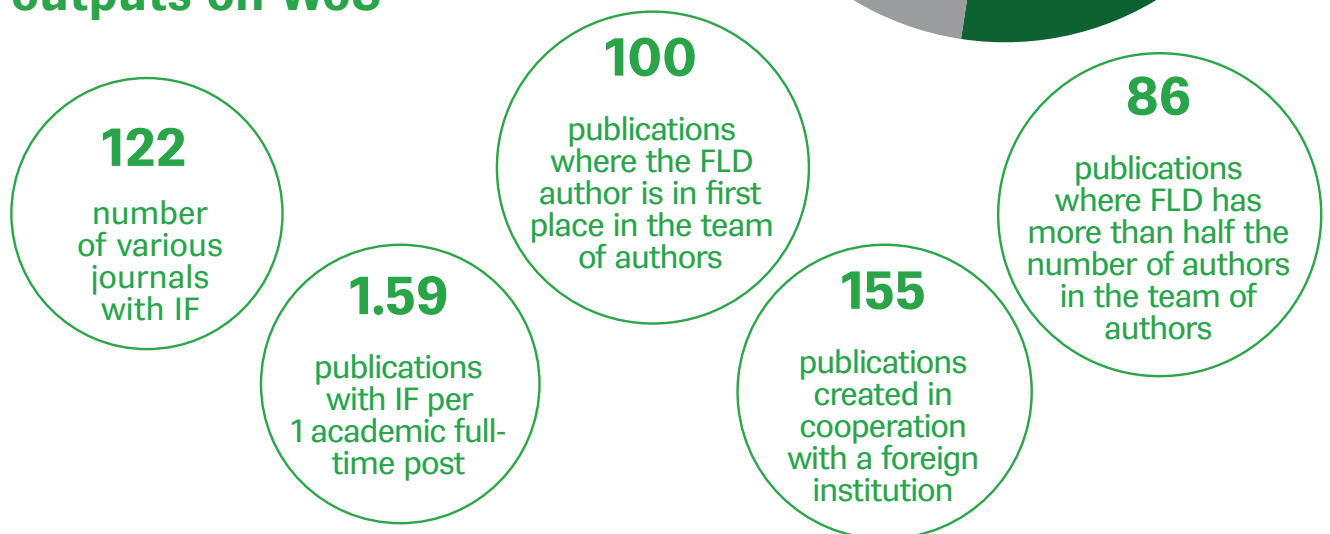 outputs on WoS
122
number
of various
journals
with IF
1.59
publications
with IF per
1 academic full-
time post
100
publications
where the FLD
author is in first
place in the team
of authors
155
publications
created in
cooperation
with a foreign
institution
86
publications
where FLD has
more than half the
number of authors
in the team of
authors